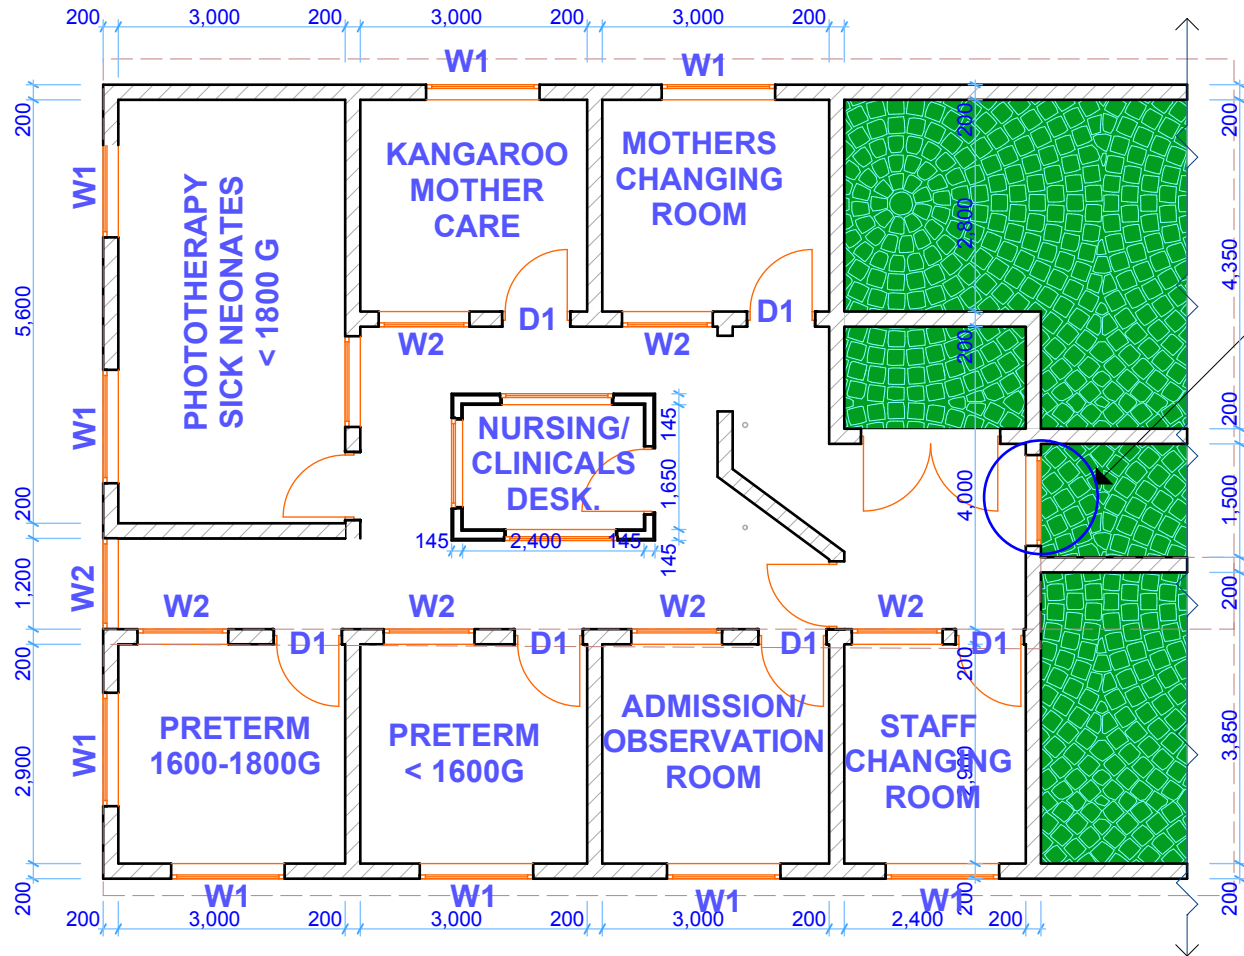 200 3,000 200 3,000 200 3,000 200
W1 W1
200 200 200
KANGAROO
MOTHER
CARE
MOTHERS
CHANGING
ROOM
W1
PHOTOTHERAPY
SICK NEONATES
< 1800 G
2,800
4,350
5,600
D1 D1
W2 W2
200
W1
NURSING/
CLINICALS
DESK.
145
1,650
145
200
4,000
1,500
200
145 2,400 145
1,200
W2
W2 W2 W2 W2
200
D1 D1 D1 D1
200
200
PRETERM
1600-1800G
PRETERM
< 1600G
ADMISSION/
OBSERVATION
ROOM
STAFF
CHANGING
ROOM
W1
2,900
2,900
3,850
200
W1 W1 W1 W1
200
200
200 3,000 200 3,000 200 3,000 200 2,400 200